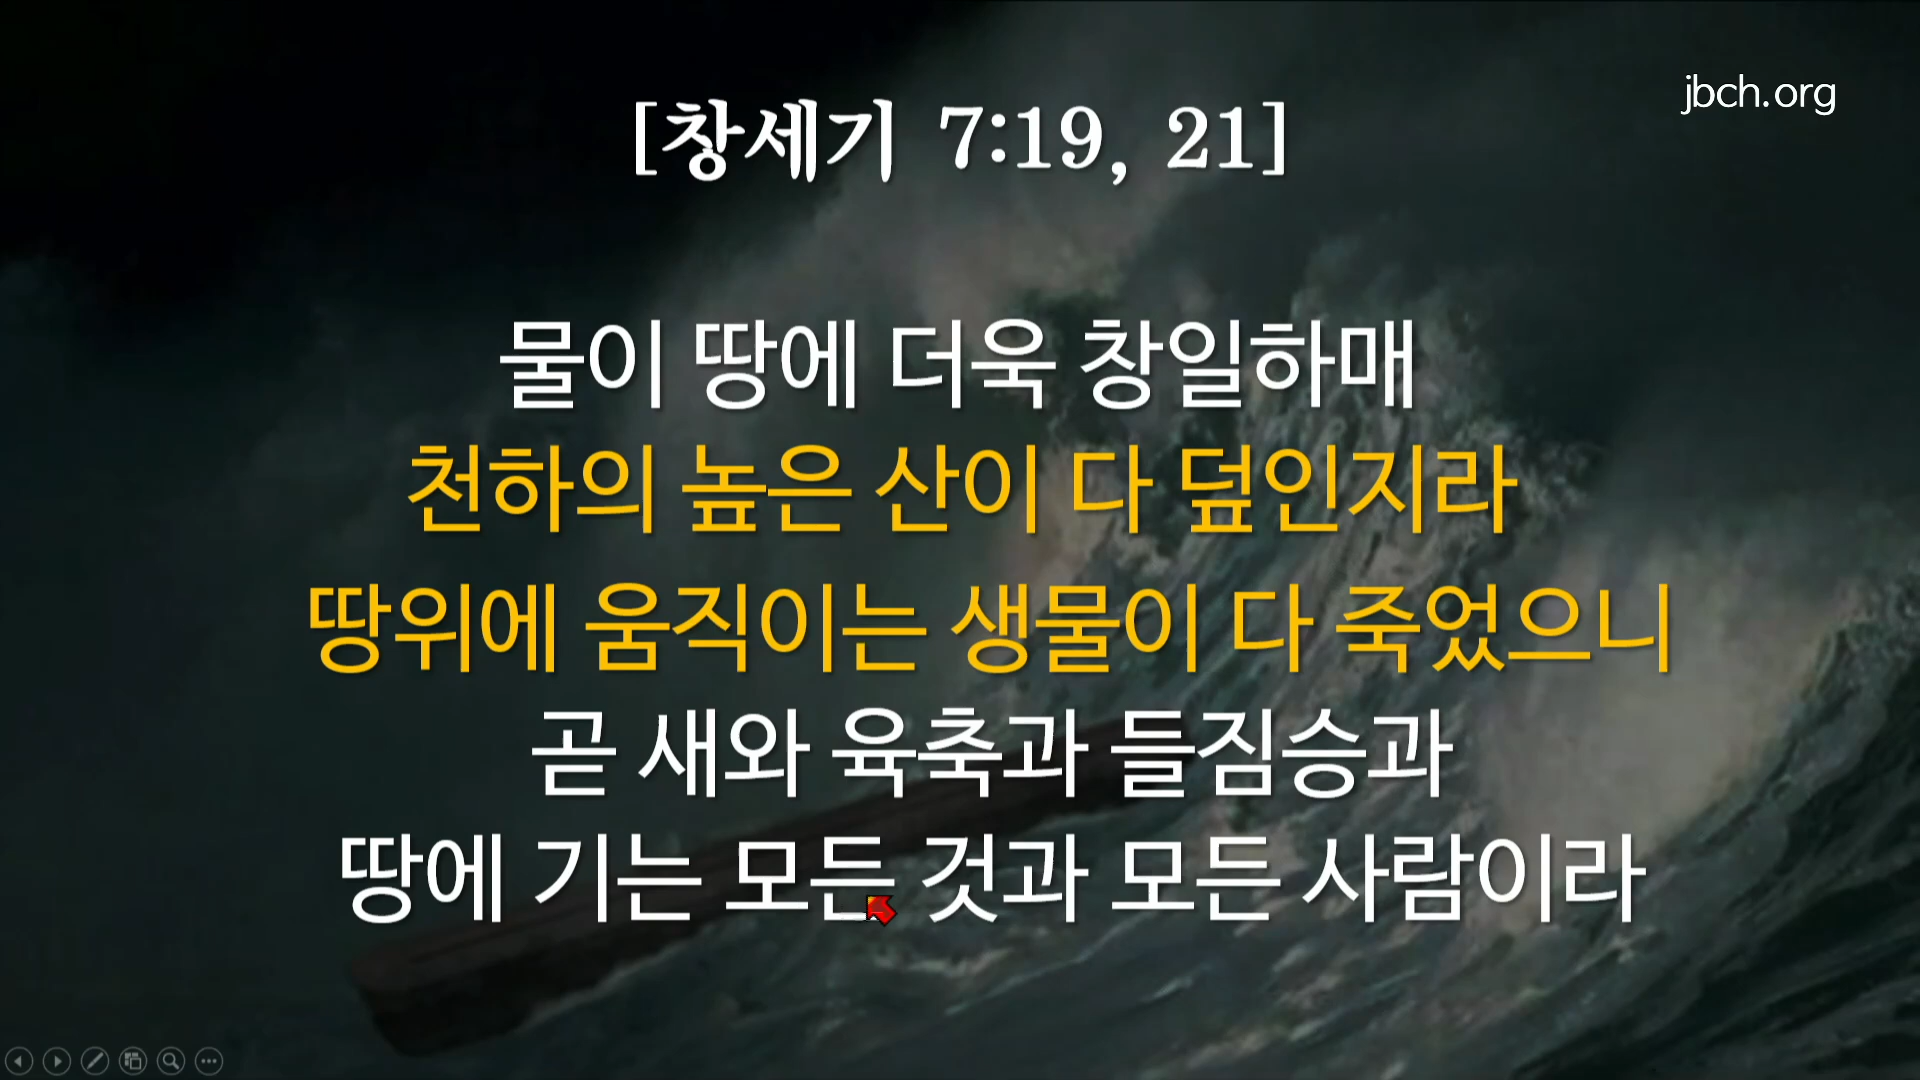 jbch.org
[창세기 7:19, 21]
물이 땅에 더욱 창일하매
천하의 높은 산이 다 덮인지라
땅위에 움직이는 생물이 다 죽었으니
곧 새와 육축과 들짐승과
땅에 기는 모든 것과 모든 사람이라